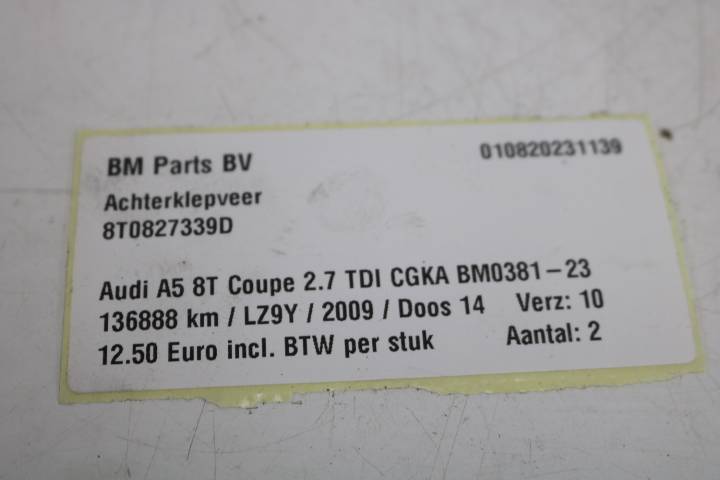 BM Parts BV 010820231139
Achterklepveer
8T0827339D
Audi A5 8T Coupe 2.7 TDI CGKA BM0381-23
136888 km / LZ9Y / 2009 / Doos 14 Verz: 10
12.50 Euro incl. BTW per stuk Aantal: 2